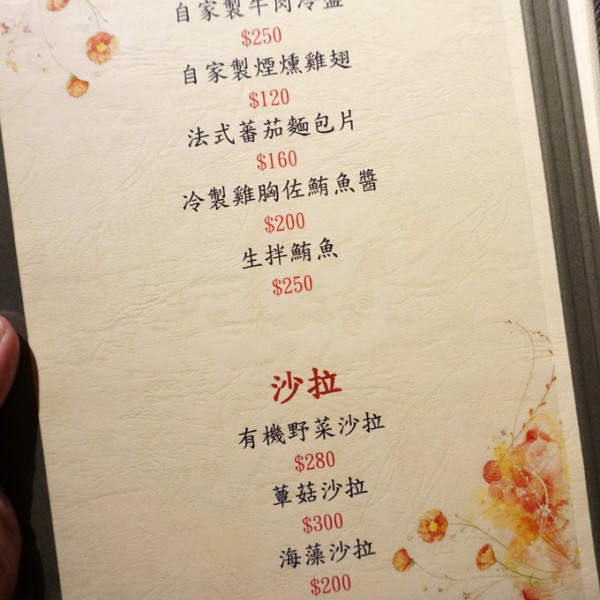 自家製牛肉冷盤
$250
自家製煙燻雞翅
$120
法式蕃茄麵包片
$160
冷製雞胸佐鮪魚醬
$200
生拌鮪魚
$250
沙拉
有機野菜沙拉
$280
蕈菇沙拉
$300
海藻沙拉
$200